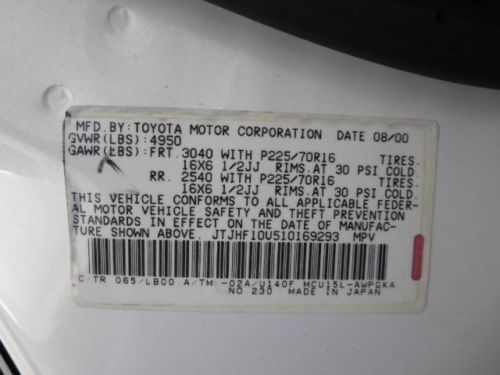 MFD.BY:TOYOTA MOTOR CORPORATION DATE 08/00
GVWR(LBS):4950
GAWR(LBS):FRT.3040 WITH P225/70R16 TIRES.
16X6 1/2JJ RIMS.AT 30 PSI COLD.
RR. 2540 WITH P225/70R16 TIRES.
16X6 1/2JJ RIMS.AT 30 PSI COLD.
THIS VEHICLE CONFORMS TO ALL APPLICABLE FEDER-
AL MOTOR VEHICLE SAFETY AND THEFT PREVENTION
STANDARDS IN EFFECT ON THE DATE OF MANUFAC-
TURE SHOWN ABOVE. JTJHF10U510169293 MPV
C/TR 065/LB00 A/TM -02A/U140F MCU15L-AWPGKA
NO 230 MADE IN JAPAN